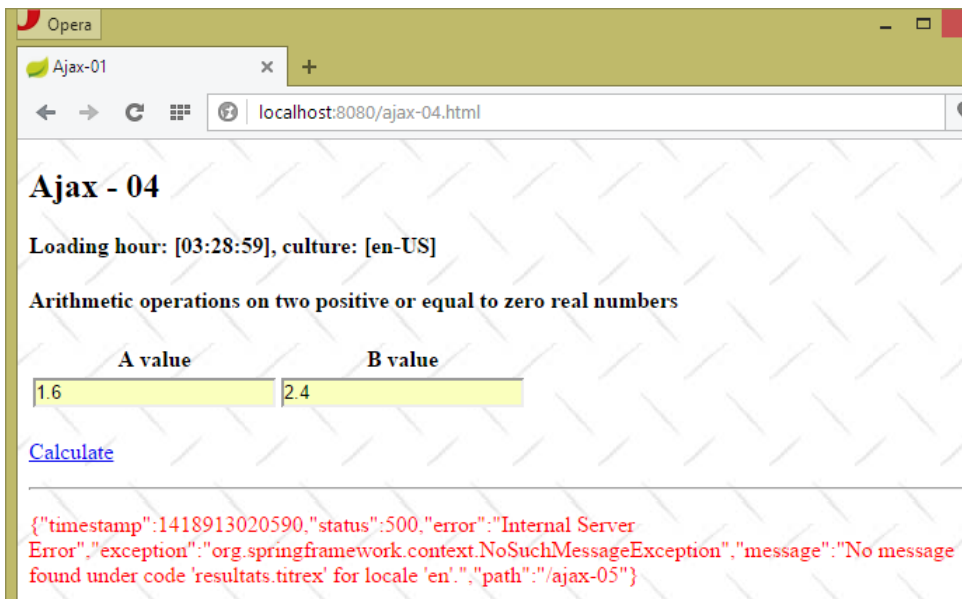 Opera
Ajax-01
localhost:8080/ajax-04.html
Ajax - 04
Loading hour: [03:28:59], culture: [en-US]
Arithmetic operations on two positive or equal to zero real numbers
A value B value
1.6 2.4
Calculate
{"timestamp":1418913020590,"status":500,"error":"Internal Server
Error","exception":"org.springframework.context.NoSuchMessageException","message":"No message
found under code 'resultats.titrex' for locale 'en'.","path":"/ajax-05"}